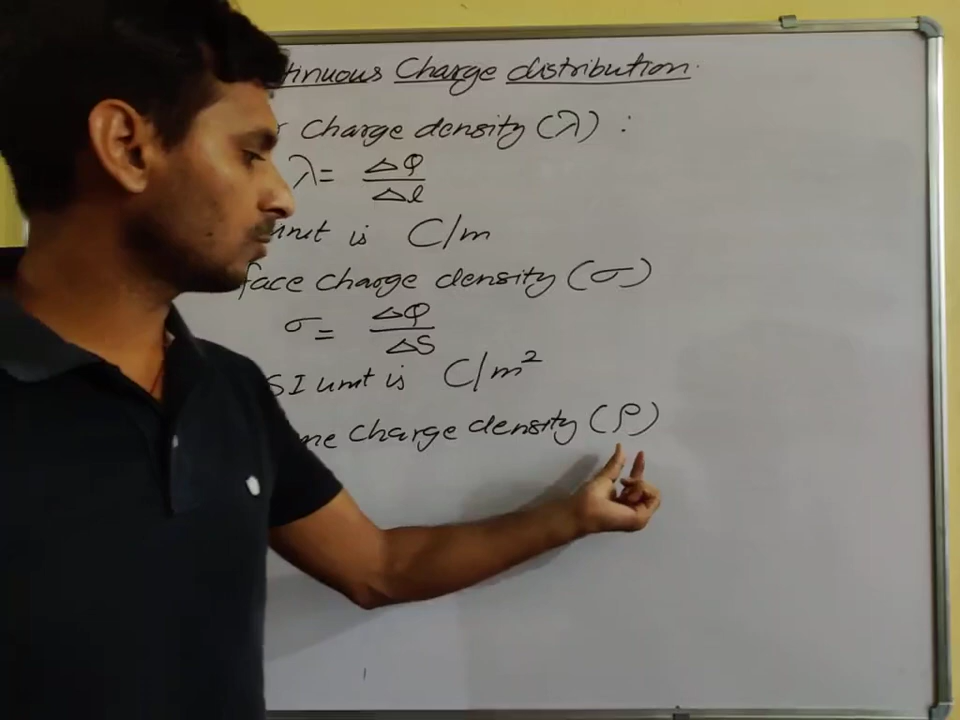 tinuous Charge distribution.
r charge density (λ) :
λ = ΔQ/Δl
unit is C/m
face charge density (σ)
σ = ΔQ/ΔS
SI unit is C/m²
me charge density (ρ)